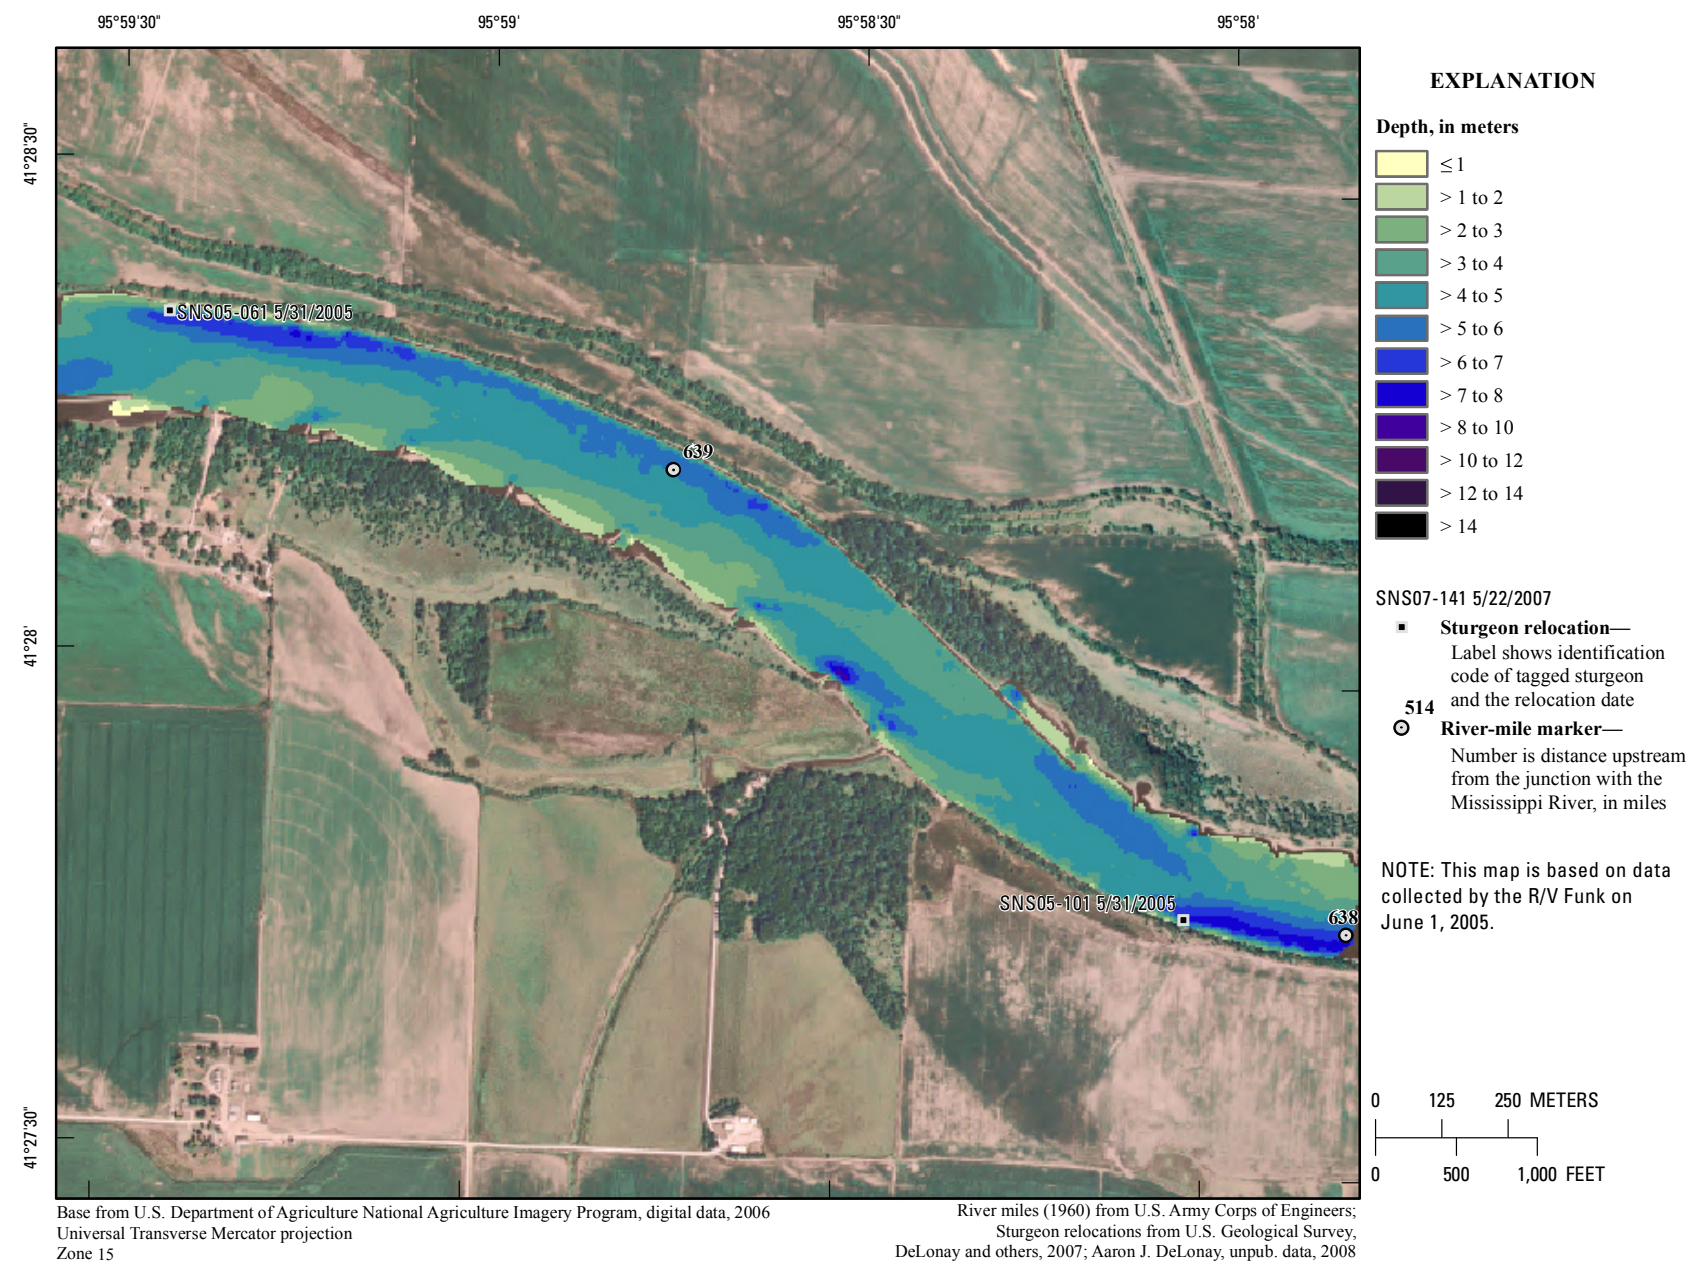 95°59'30"
95°59'
95°58'30"
95°58'
41°28'30"
41°28'
41°27'30"
SNS05-061 5/31/2005
639
SNS05-101 5/31/2005
638
EXPLANATION
Depth, in meters
≤ 1
> 1 to 2
> 2 to 3
> 3 to 4
> 4 to 5
> 5 to 6
> 6 to 7
> 7 to 8
> 8 to 10
> 10 to 12
> 12 to 14
> 14
SNS07-141 5/22/2007
Sturgeon relocation—
Label shows identification
code of tagged sturgeon
and the relocation date
514
River-mile marker—
Number is distance upstream
from the junction with the
Mississippi River, in miles
NOTE: This map is based on data
collected by the R/V Funk on
June 1, 2005.
0 125 250 METERS
0 500 1,000 FEET
Base from U.S. Department of Agriculture National Agriculture Imagery Program, digital data, 2006
Universal Transverse Mercator projection
Zone 15
River miles (1960) from U.S. Army Corps of Engineers;
Sturgeon relocations from U.S. Geological Survey,
DeLonay and others, 2007; Aaron J. DeLonay, unpub. data, 2008